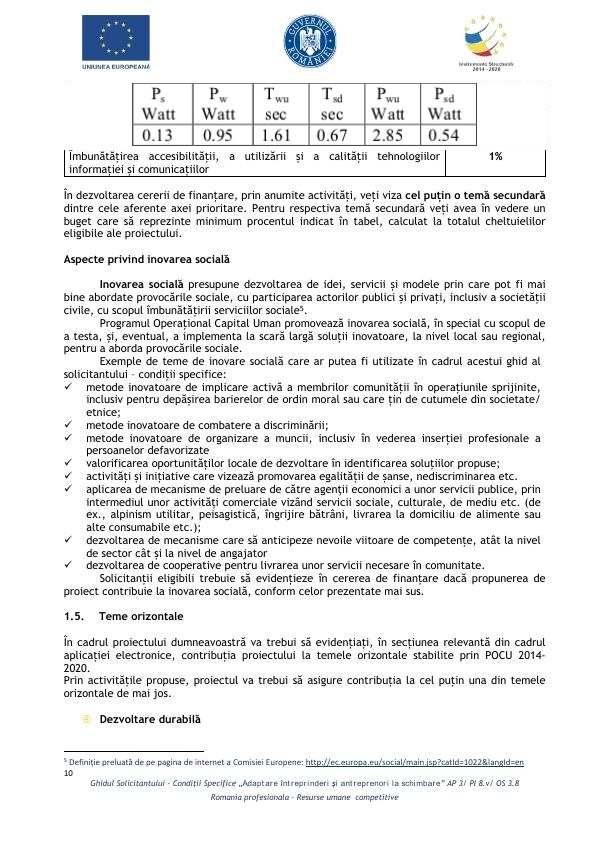 UNIUNEA EUROPEANĂ
GUVERNUL ROMÂNIEI
Instrumente Structurale
2014 - 2020
Ps Pw Twu Tsd Pwu Psd
Watt Watt sec sec Watt Watt
0.13 0.95 1.61 0.67 2.85 0.54
Îmbunătățirea accesibilității, a utilizării și a calității tehnologiilor 1%
informației și comunicațiilor
În dezvoltarea cererii de finanțare, prin anumite activități, veți viza cel puțin o temă secundară
dintre cele aferente axei prioritare. Pentru respectiva temă secundară veți avea în vedere un
buget care să reprezinte minimum procentul indicat în tabel, calculat la totalul cheltuielilor
eligibile ale proiectului.
Aspecte privind inovarea socială
Inovarea socială presupune dezvoltarea de idei, servicii și modele prin care pot fi mai
bine abordate provocările sociale, cu participarea actorilor publici și privați, inclusiv a societății
civile, cu scopul îmbunătățirii serviciilor sociale5.
Programul Operațional Capital Uman promovează inovarea socială, în special cu scopul de
a testa, și, eventual, a implementa la scară largă soluții inovatoare, la nivel local sau regional,
pentru a aborda provocările sociale.
Exemple de teme de inovare socială care ar putea fi utilizate în cadrul acestui ghid al
solicitantului – condiții specifice:
✓ metode inovatoare de implicare activă a membrilor comunității în operațiunile sprijinite,
inclusiv pentru depășirea barierelor de ordin moral sau care țin de cutumele din societate/
etnice;
✓ metode inovatoare de combatere a discriminării;
✓ metode inovatoare de organizare a muncii, inclusiv în vederea inserției profesionale a
persoanelor defavorizate
✓ valorificarea oportunităților locale de dezvoltare în identificarea soluțiilor propuse;
✓ activități și inițiative care vizează promovarea egalității de șanse, nediscriminarea etc.
✓ aplicarea de mecanisme de preluare de către agenții economici a unor servicii publice, prin
intermediul unor activități comerciale vizând servicii sociale, culturale, de mediu etc. (de
ex., alpinism utilitar, peisagistică, îngrijire bătrâni, livrarea la domiciliu de alimente sau
alte consumabile etc.);
✓ dezvoltarea de mecanisme care să anticipeze nevoile viitoare de competențe, atât la nivel
de sector cât și la nivel de angajator
✓ dezvoltarea de cooperative pentru livrarea unor servicii necesare în comunitate.
Solicitanții eligibili trebuie să evidențieze în cererea de finanțare dacă propunerea de
proiect contribuie la inovarea socială, conform celor prezentate mai sus.
1.5. Teme orizontale
În cadrul proiectului dumneavoastră va trebui să evidențiați, în secțiunea relevantă din cadrul
aplicației electronice, contribuția proiectului la temele orizontale stabilite prin POCU 2014-
2020.
Prin activitățile propuse, proiectul va trebui să asigure contribuția la cel puțin una din temele
orizontale de mai jos.
Dezvoltare durabilă
5 Definiție preluată de pe pagina de internet a Comisiei Europene: http://ec.europa.eu/social/main.jsp?catId=1022&langId=en
10
Ghidul Solicitantului - Condiții Specifice „Adaptare întreprinderi și antreprenori la schimbare” AP 3/ PI 8.v/ OS 3.8
Romania profesionala - Resurse umane competitive